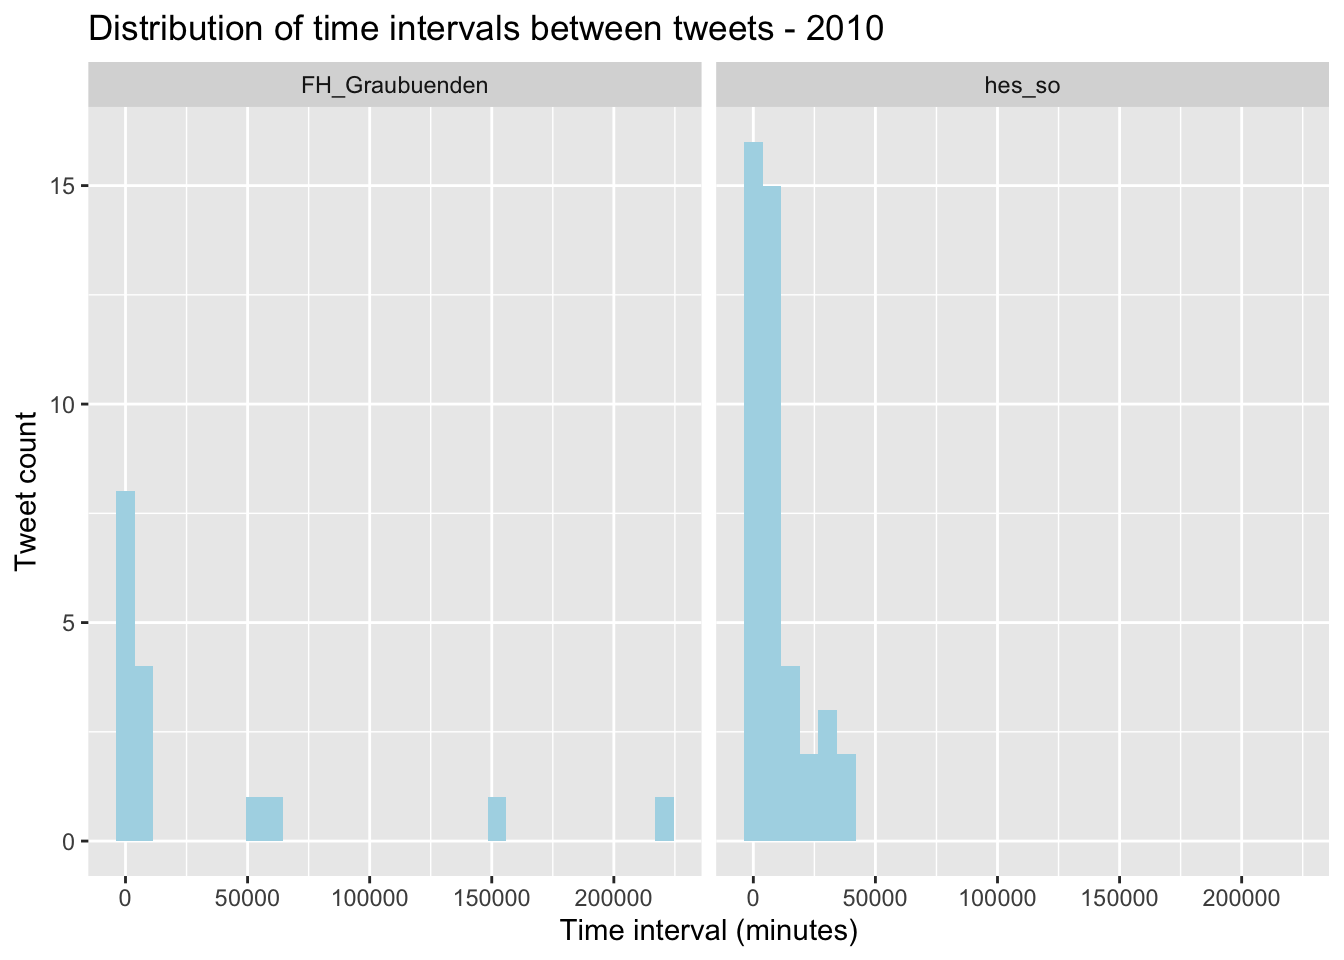 Distribution of time intervals between tweets - 2010
FH_Graubuenden
hes_so
15
10
5
0
Tweet count
0 50000 100000 150000 200000
0 50000 100000 150000 200000
Time interval (minutes)